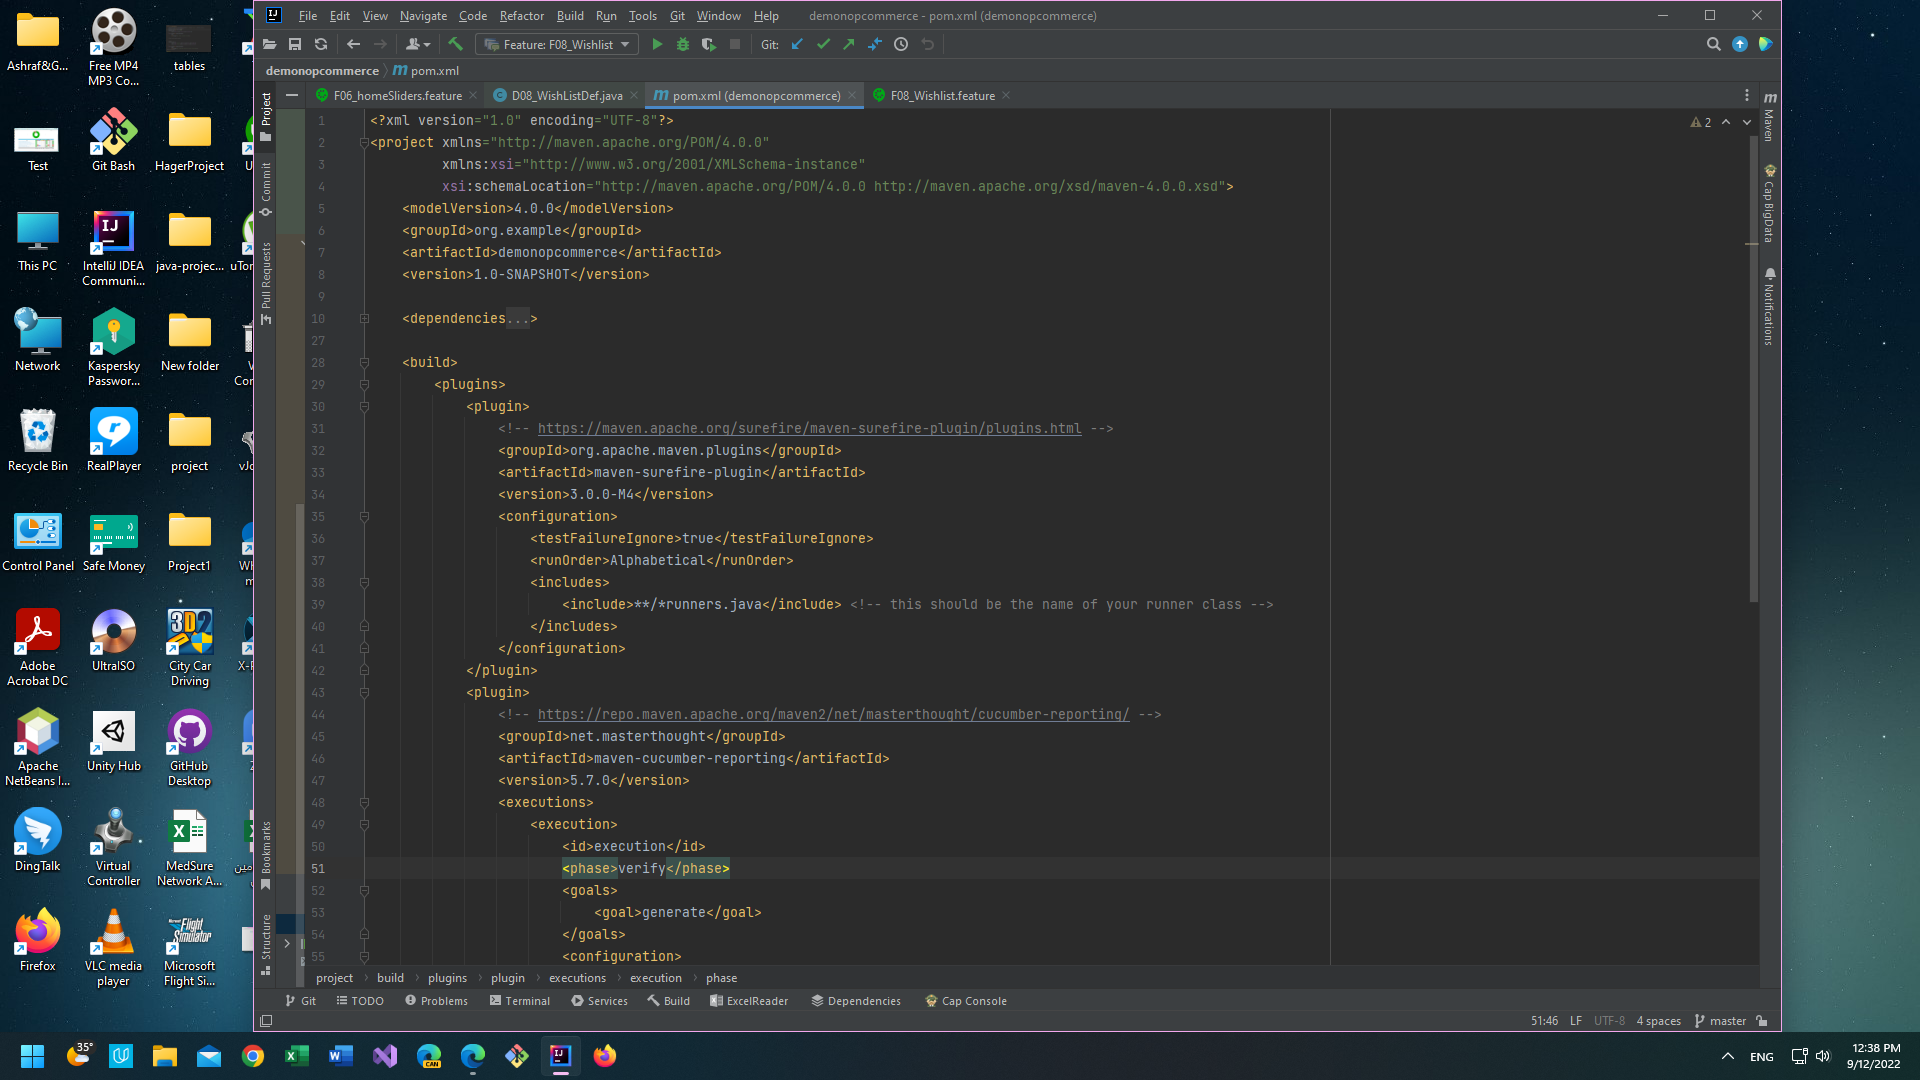 File Edit View Navigate Code Refactor Build Run Tools Git Window Help demonopcommerce - pom.xml (demonopcommerce)
Feature: F08_Wishlist Git:
demonopcommerce pom.xml
F06_homeSliders.feature D08_WishListDef.java pom.xml (demonopcommerce) F08_Wishlist.feature
1 <?xml version="1.0" encoding="UTF-8"?>
2 <project xmlns="http://maven.apache.org/POM/4.0.0"
3 xmlns:xsi="http://www.w3.org/2001/XMLSchema-instance"
4 xsi:schemaLocation="http://maven.apache.org/POM/4.0.0 http://maven.apache.org/xsd/maven-4.0.0.xsd">
5 <modelVersion>4.0.0</modelVersion>
6 <groupId>org.example</groupId>
7 <artifactId>demonopcommerce</artifactId>
8 <version>1.0-SNAPSHOT</version>
9
10 <dependencies...>
27
28 <build>
29 <plugins>
30 <plugin>
31 <!-- https://maven.apache.org/surefire/maven-surefire-plugin/plugins.html -->
32 <groupId>org.apache.maven.plugins</groupId>
33 <artifactId>maven-surefire-plugin</artifactId>
34 <version>3.0.0-M4</version>
35 <configuration>
36 <testFailureIgnore>true</testFailureIgnore>
37 <runOrder>Alphabetical</runOrder>
38 <includes>
39 <include>**/*runners.java</include> <!-- this should be the name of your runner class -->
40 </includes>
41 </configuration>
42 </plugin>
43 <plugin>
44 <!-- https://repo.maven.apache.org/maven2/net/masterthought/cucumber-reporting/ -->
45 <groupId>net.masterthought</groupId>
46 <artifactId>maven-cucumber-reporting</artifactId>
47 <version>5.7.0</version>
48 <executions>
49 <execution>
50 <id>execution</id>
51 <phase>verify</phase>
52 <goals>
53 <goal>generate</goal>
54 </goals>
55 <configuration>
2
project build plugins plugin executions execution phase
Git TODO Problems Terminal Services Build ExcelReader Dependencies Cap Console
51:46 LF UTF-8 4 spaces master
Project
Commit
Pull Requests
Bookmarks
Structure
Maven
Cap BigData
Notifications
Ashraf&G...
Free MP4
MP3 Co...
tables
Test
Git Bash
HagerProject
This PC
IntelliJ IDEA
Communi...
java-projec...
uTor
Network
Kaspersky
Passwor...
New folder
Recycle Bin
RealPlayer
project
Control Panel
Safe Money
Project1
Adobe
Acrobat DC
UltraISO
City Car
Driving
Apache
NetBeans I...
Unity Hub
GitHub
Desktop
DingTalk
Virtual
Controller
MedSure
Network A...
Firefox
VLC media
player
Microsoft
Flight Si...
35°
CAN
ENG
12:38 PM
9/12/2022